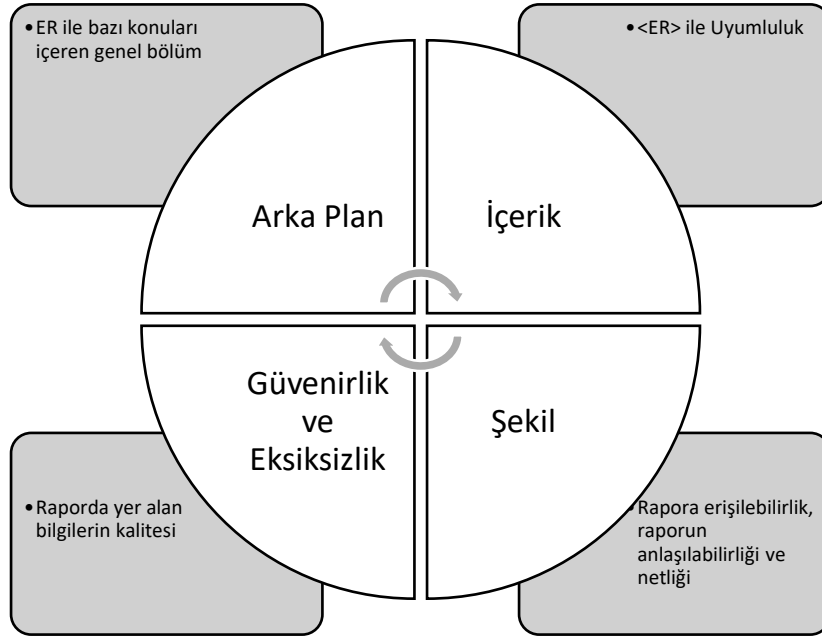 •ER ile bazı konuları
içeren genel bölüm
•<ER> ile Uyumluluk
Arka Plan
İçerik
Güvenirlik
ve
Eksiksizlik
Şekil
•Raporda yer alan
bilgilerin kalitesi
•Rapora erişilebilirlik,
raporun
anlaşılabilirliği ve
netliği